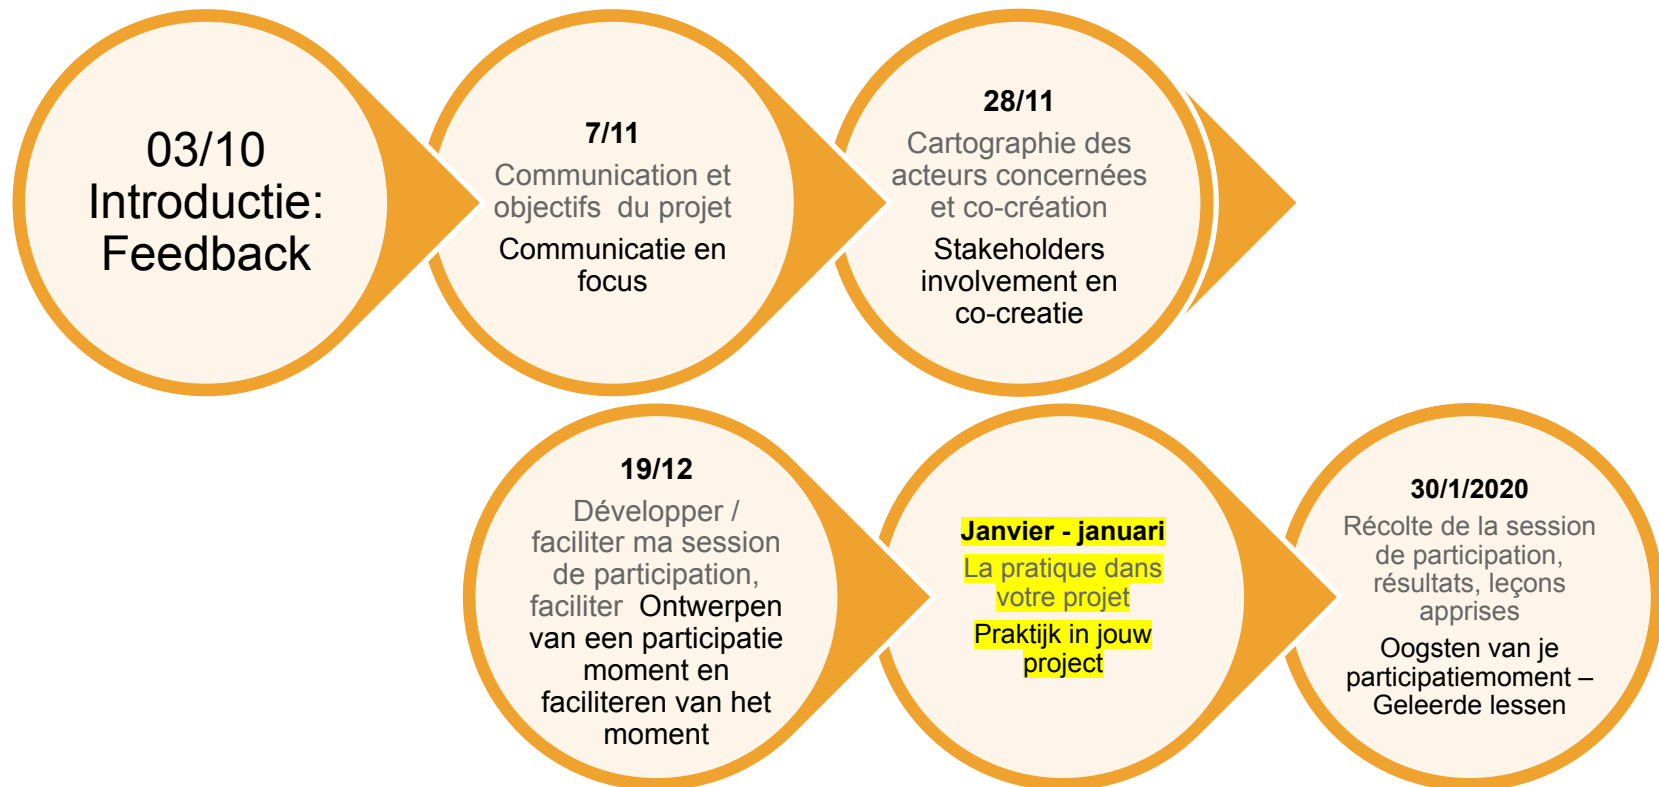 03/10
Introductie:
Feedback
7/11
Communication et
objectifs  du projet
Communicatie en
focus
28/11
Cartographie des
acteurs concernées
et co-création
Stakeholders
involvement en
co-creatie
19/12
Développer /
faciliter ma session
de participation,
faciliter  Ontwerpen
van een participatie
moment en
faciliteren van het
moment
Janvier - januari
La pratique dans
votre projet
Praktijk in jouw
project
30/1/2020
Récolte de la session
de participation,
résultats, leçons
apprises
Oogsten van je
participatiemoment –
Geleerde lessen